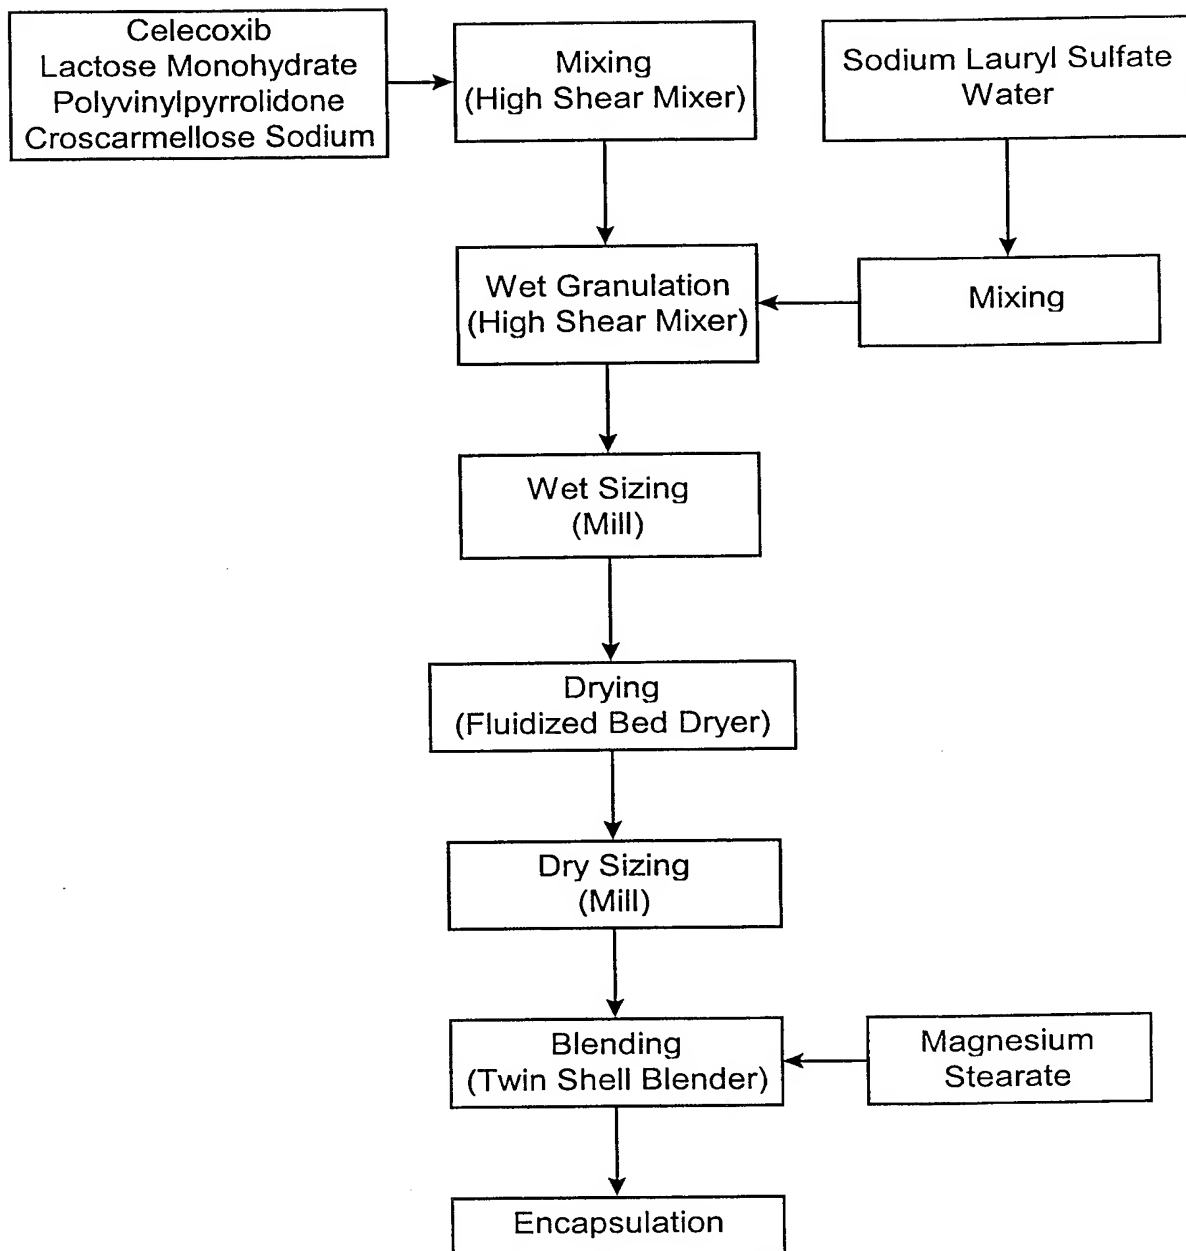 Celecoxib
Lactose Monohydrate
Polyvinylpyrrolidone
Croscarmellose Sodium
Mixing
(High Shear Mixer)
Sodium Lauryl Sulfate
Water
Wet Granulation
(High Shear Mixer)
Mixing
Wet Sizing
(Mill)
Drying
(Fluidized Bed Dryer)
Dry Sizing
(Mill)
Blending
(Twin Shell Blender)
Magnesium
Stearate
Encapsulation